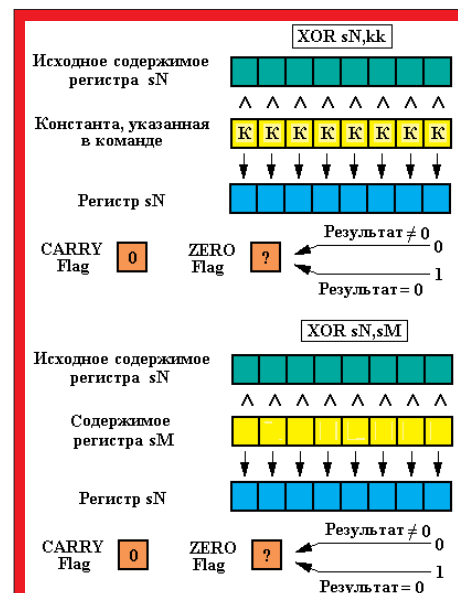 XOR sN,kk
Исходное содержимое
регистра sN
^ ^ ^ ^ ^ ^ ^ ^
Константа, указанная
в команде
K K K K K K K K
Регистр sN
CARRY
Flag
0
ZERO
Flag
?
Результат ≠ 0
0
1
Результат = 0
XOR sN,sM
Исходное содержимое
регистра sN
^ ^ ^ ^ ^ ^ ^ ^
Содержимое
регистра sM
Регистр sN
CARRY
Flag
0
ZERO
Flag
?
Результат ≠ 0
0
1
Результат = 0